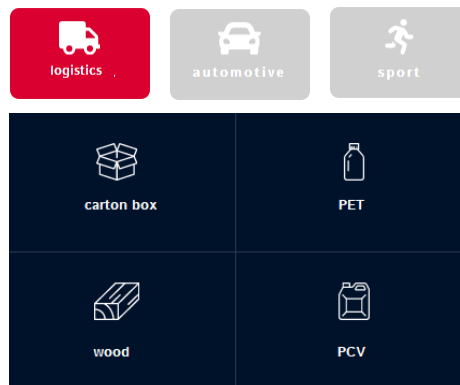 logistics
automotive
sport
carton box
PET
wood
PCV